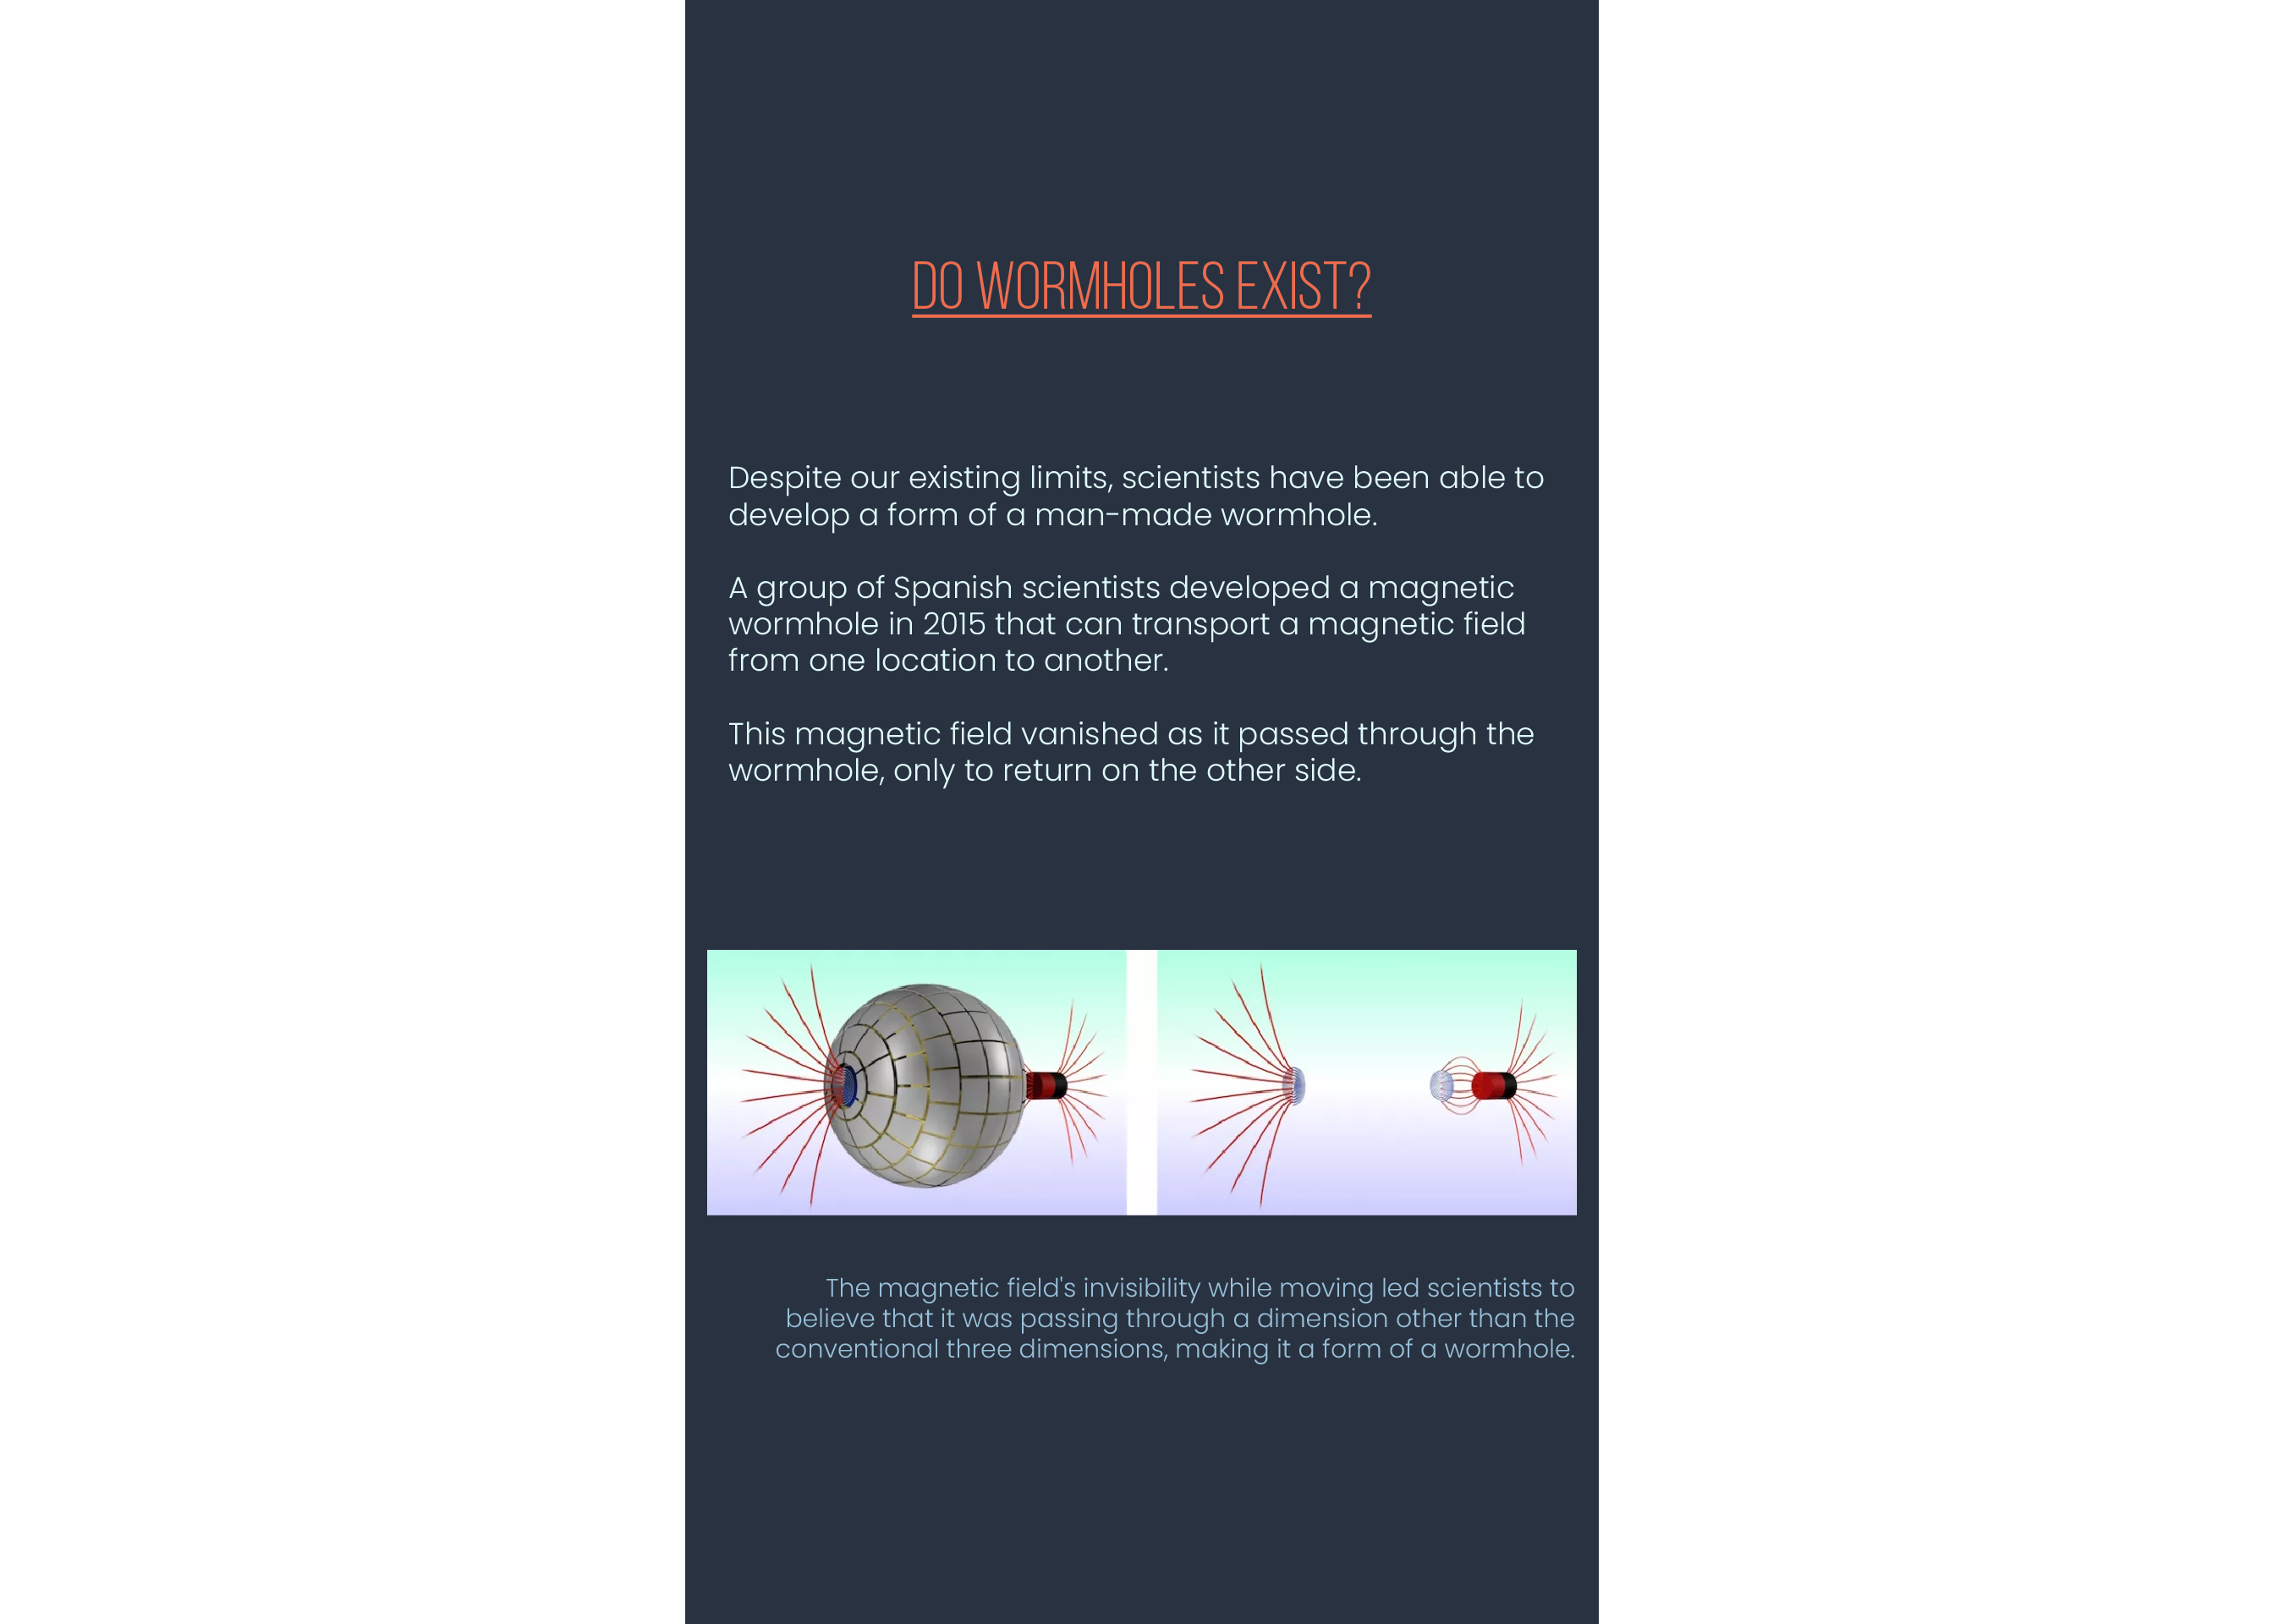 DO WORMHOLES EXIST?
Despite our existing limits, scientists have been able to
develop a form of a man-made wormhole.
A group of Spanish scientists developed a magnetic
wormhole in 2015 that can transport a magnetic field
from one location to another.
This magnetic field vanished as it passed through the
wormhole, only to return on the other side.
The magnetic field's invisibility while moving led scientists to
believe that it was passing through a dimension other than the
conventional three dimensions, making it a form of a wormhole.